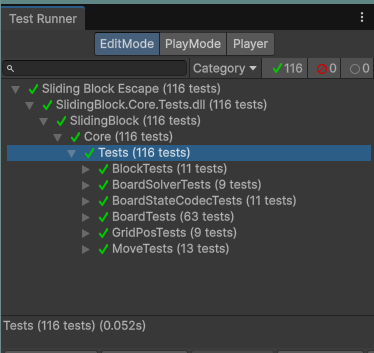 Test Runner
EditMode PlayMode Player
Category 116 0 0
Sliding Block Escape (116 tests)
SlidingBlock.Core.Tests.dll (116 tests)
SlidingBlock (116 tests)
Core (116 tests)
Tests (116 tests)
BlockTests (11 tests)
BoardSolverTests (9 tests)
BoardStateCodecTests (11 tests)
BoardTests (63 tests)
GridPosTests (9 tests)
MoveTests (13 tests)
Tests (116 tests) (0.052s)